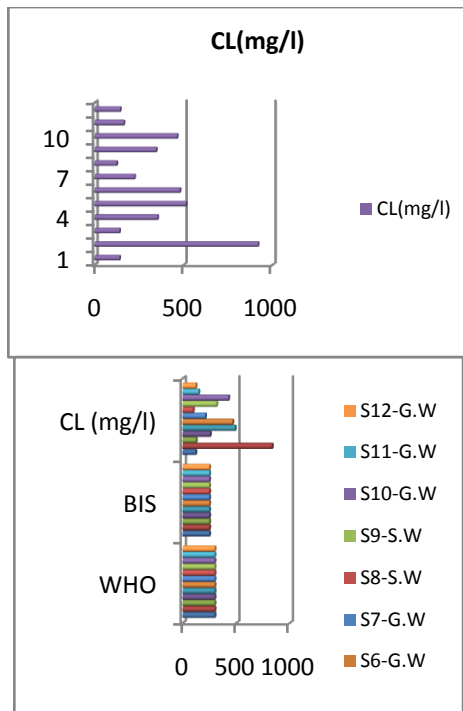 CL(mg/l)
10
7
4
1
0 500 1000
CL(mg/l)
CL (mg/l)
BIS
WHO
0 500 1000
S12-G.W
S11-G.W
S10-G.W
S9-S.W
S8-S.W
S7-G.W
S6-G.W